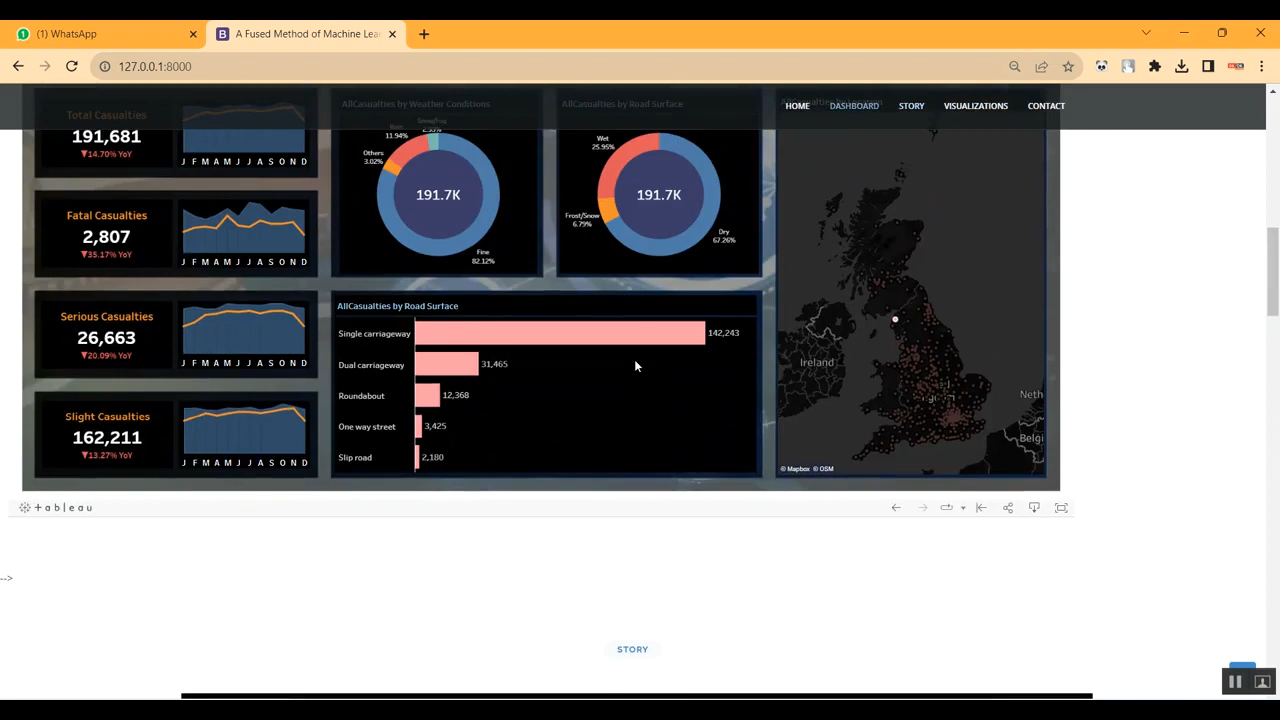 (1) WhatsApp
A Fused Method of Machine Lea
127.0.0.1:8000
HOME DASHBOARD STORY VISUALIZATIONS CONTACT
Total Casualties
191,681
▼14.70% YoY
J F M A M J J A S O N D
Fatal Casualties
2,807
▼35.17% YoY
J F M A M J J A S O N D
Serious Casualties
26,663
▼20.09% YoY
J F M A M J J A S O N D
Slight Casualties
162,211
▼13.27% YoY
J F M A M J J A S O N D
AllCasualties by Weather Conditions
Rain
11.94%
Others
3.02%
191.7K
Fine
82.12%
AllCasualties by Road Surface
Wet
25.95%
Frost/Snow
6.79%
191.7K
Dry
67.26%
AllCasualties by Road Surface
Single carriageway 142,243
Dual carriageway 31,465
Roundabout 12,368
One way street 3,425
Slip road 2,180
Ireland
Neth
Belgi
© Mapbox © OSM
+ableau
-->
STORY